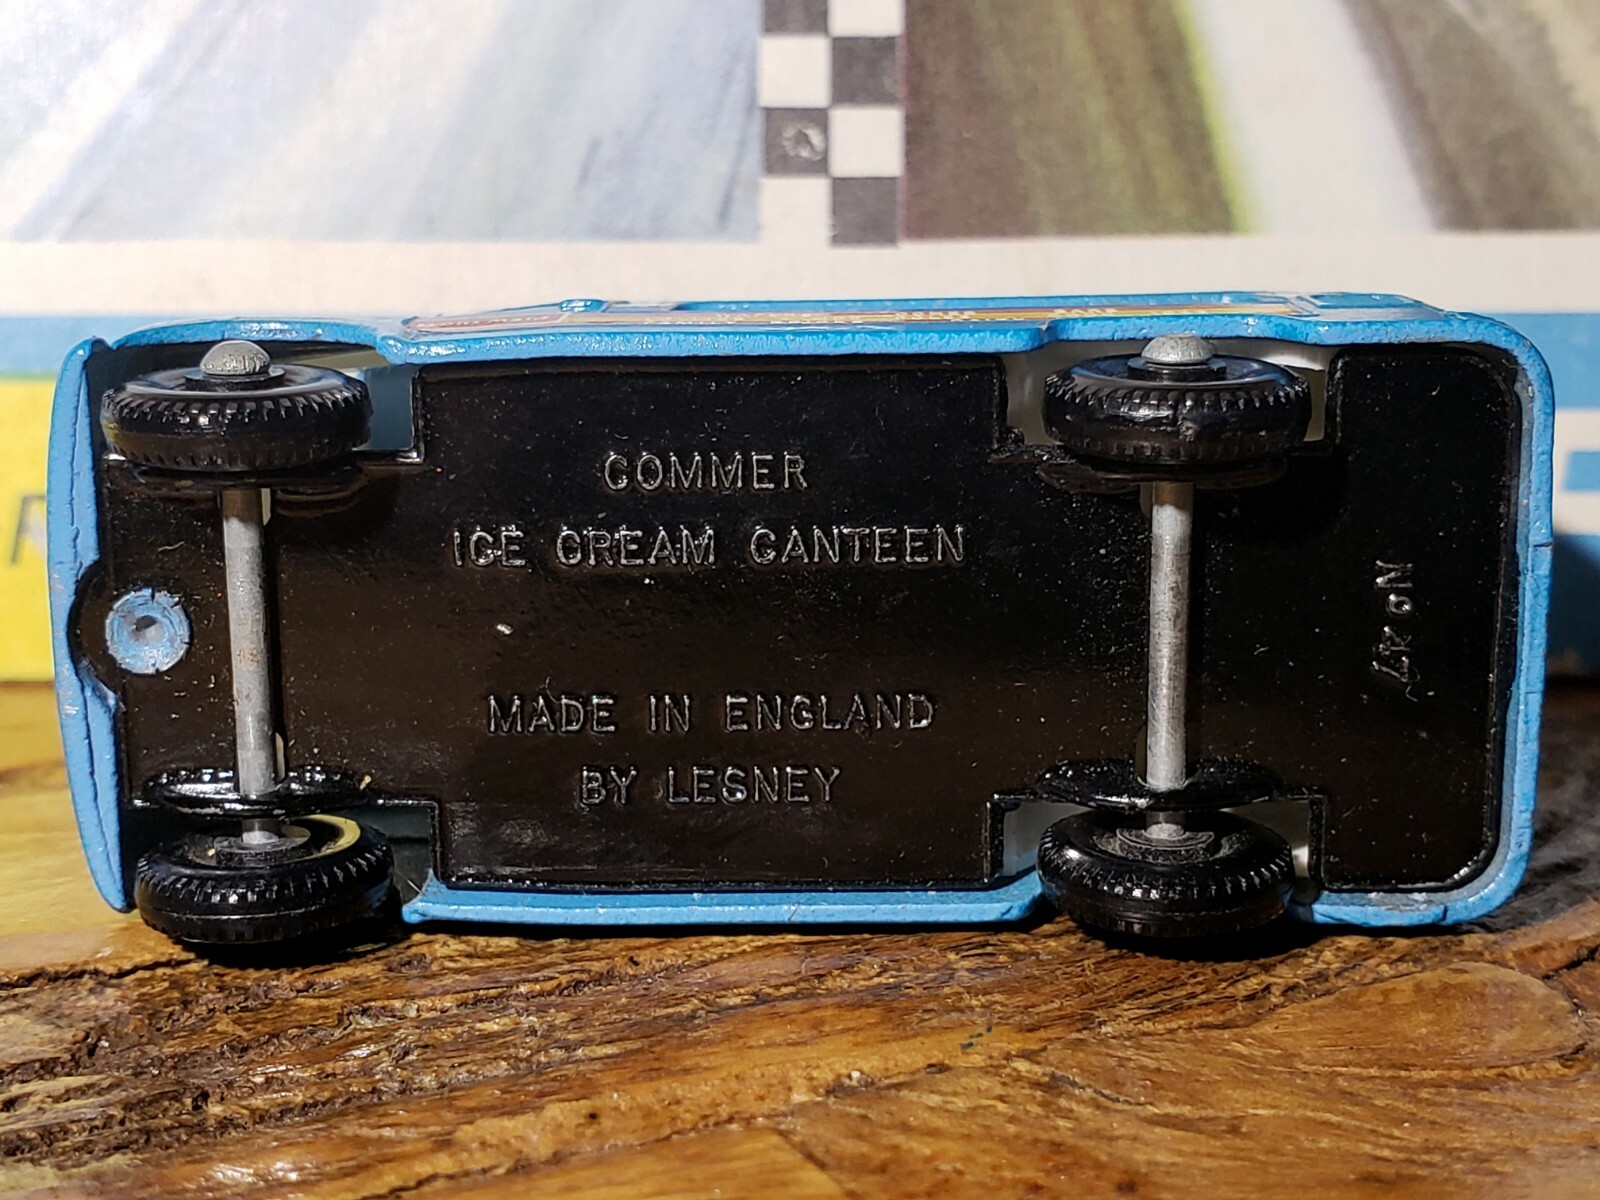 COMMER
ICE CREAM CANTEEN
MADE IN ENGLAND
BY LESNEY
No 47